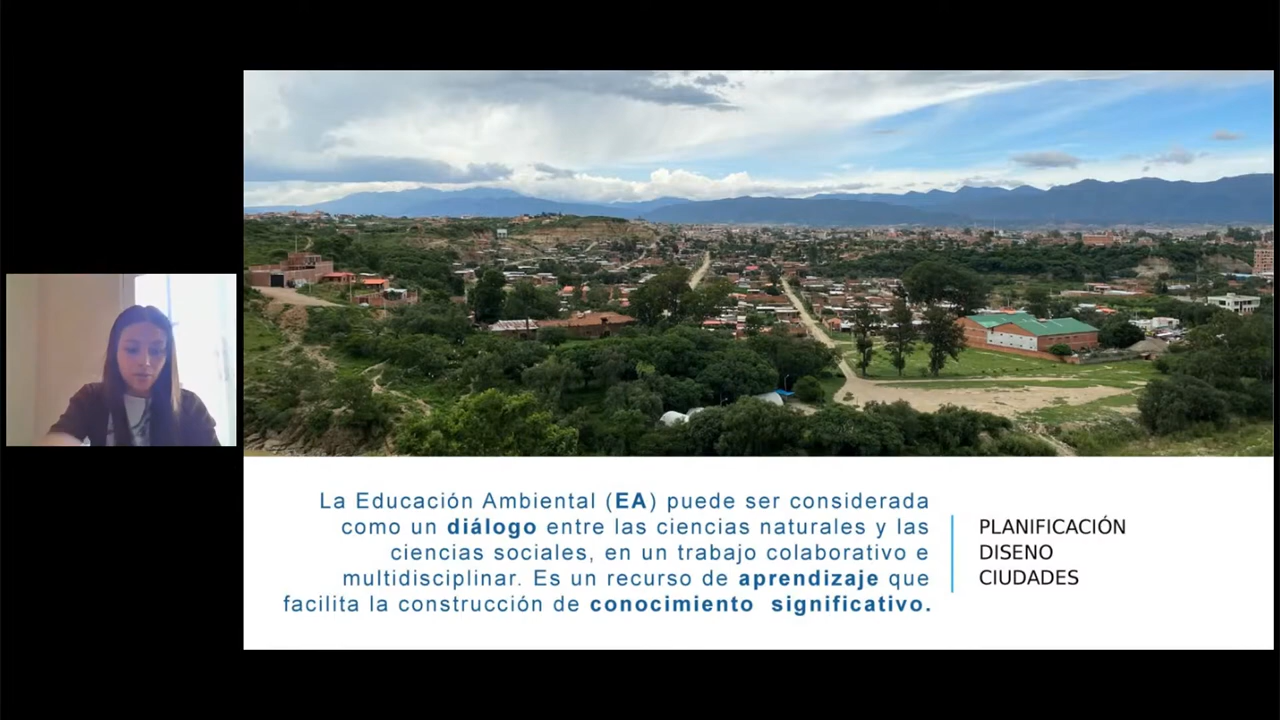 La Educación Ambiental (EA) puede ser considerada
como un diálogo entre las ciencias naturales y las
ciencias sociales, en un trabajo colaborativo e
multidisciplinar. Es un recurso de aprendizaje que
facilita la construcción de conocimiento significativo.
PLANIFICACIÓN
DISENO
CIUDADES